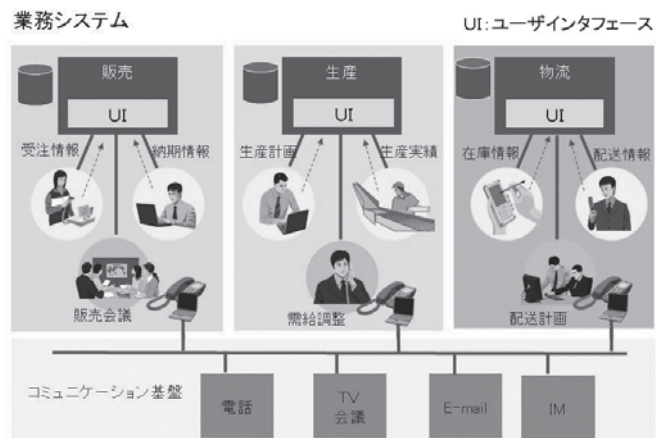 業務システム
UI:ユーザインタフェース
販売
UI
受注情報
納期情報
販売会議
生産
UI
生産計画
生産実績
需給調整
物流
UI
在庫情報
配送情報
配送計画
コミュニケーション基盤
電話
TV
会議
E-mail
IM